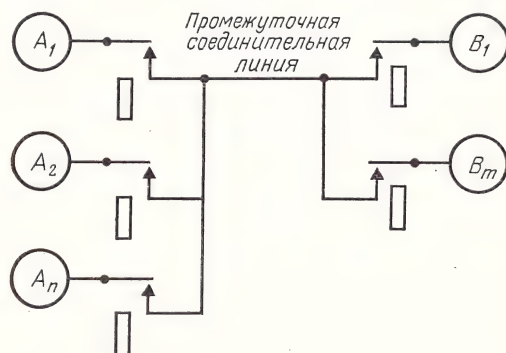 A₁
Промежуточная
соединительная
линия
B₁
A₂
Bₘ
Aₙ